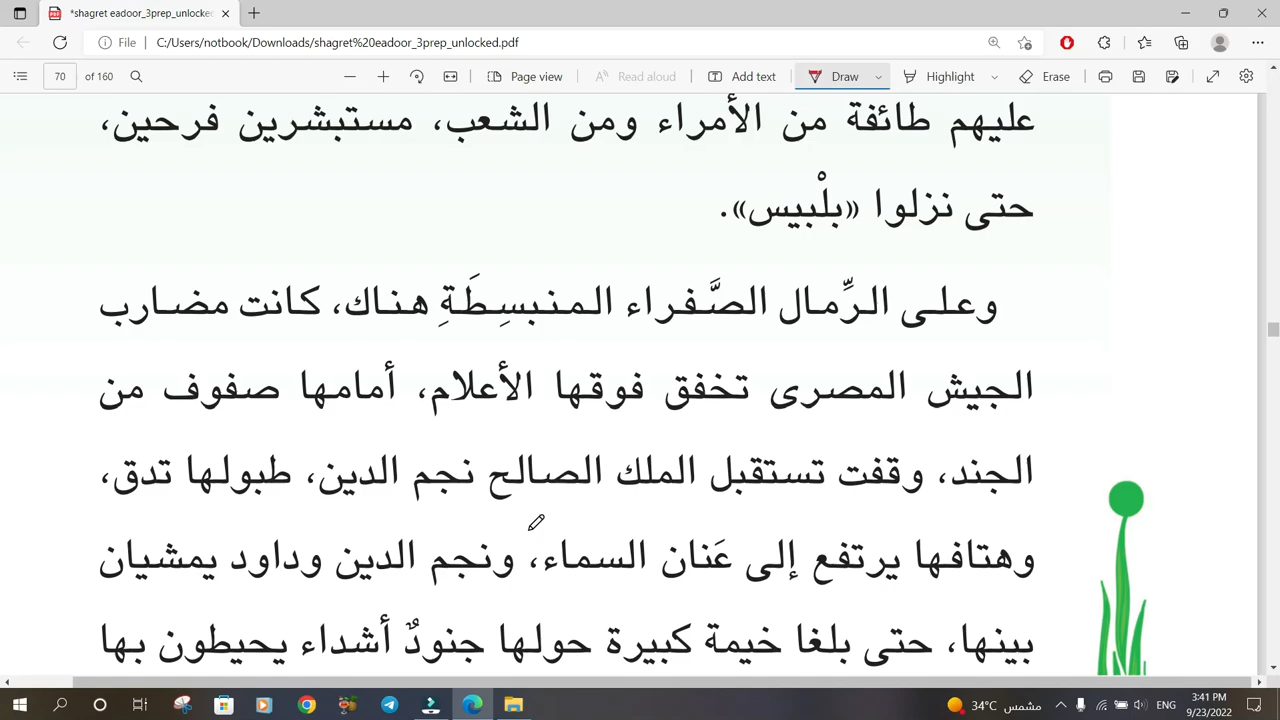 *shagret eadoor_3prep_unlocked.p
File C:/Users/notbook/Downloads/shagret%20eadoor_3prep_unlocked.pdf
70 of 160 Page view Read aloud Add text Draw Highlight Erase
عليهم طائفة من الأمراء ومن الشعب، مستبشرين فرحين،
حتى نزلوا «بلْبيس».
وعلى الرِّمال الصَّفراء المنبسِطَةِ هناك، كانت مضارب
الجيش المصرى تخفق فوقها الأعلام، أمامها صفوف من
الجند، وقفت تستقبل الملك الصالح نجم الدين، طبولها تدق،
وهتافها يرتفع إلى عَنان السماء، ونجم الدين وداود يمشيان
بينها، حتى بلغا خيمة كبيرة حولها جنودٌ أشداء يحيطون بها
34°C مشمس ENG 3:41 PM
9/23/2022